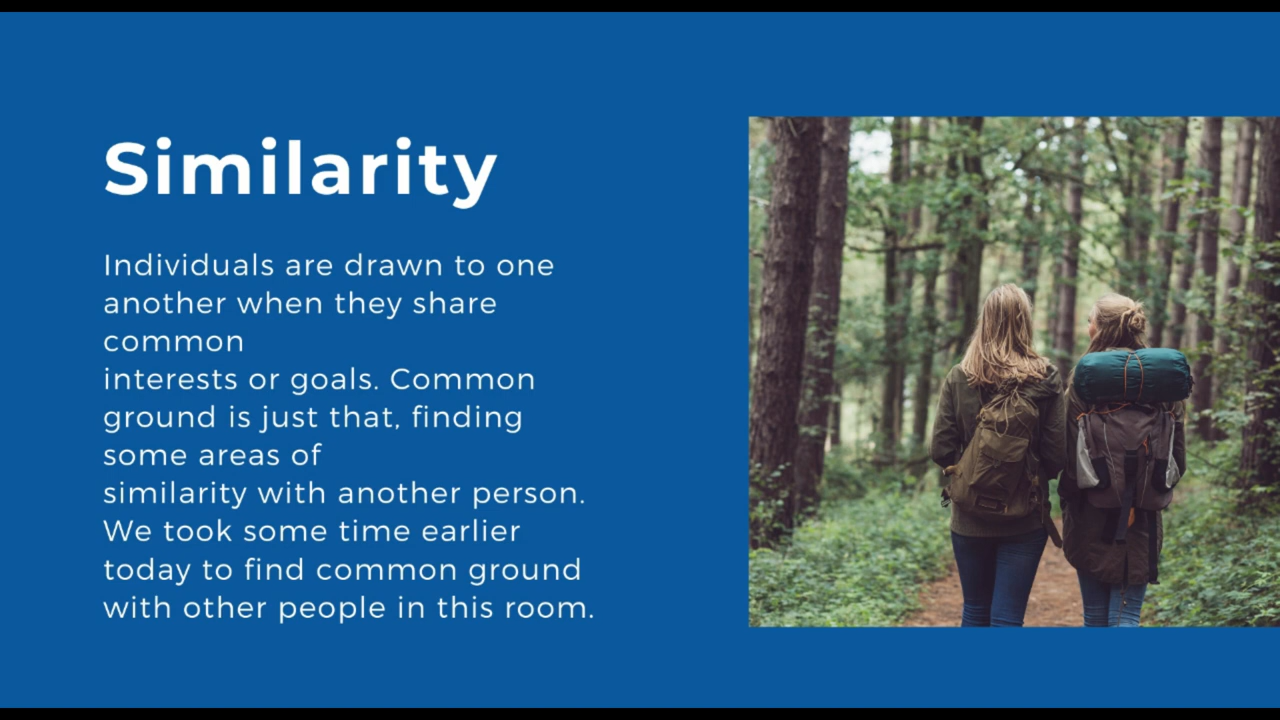 Similarity
Individuals are drawn to one
another when they share
common
interests or goals. Common
ground is just that, finding
some areas of
similarity with another person.
We took some time earlier
today to find common ground
with other people in this room.